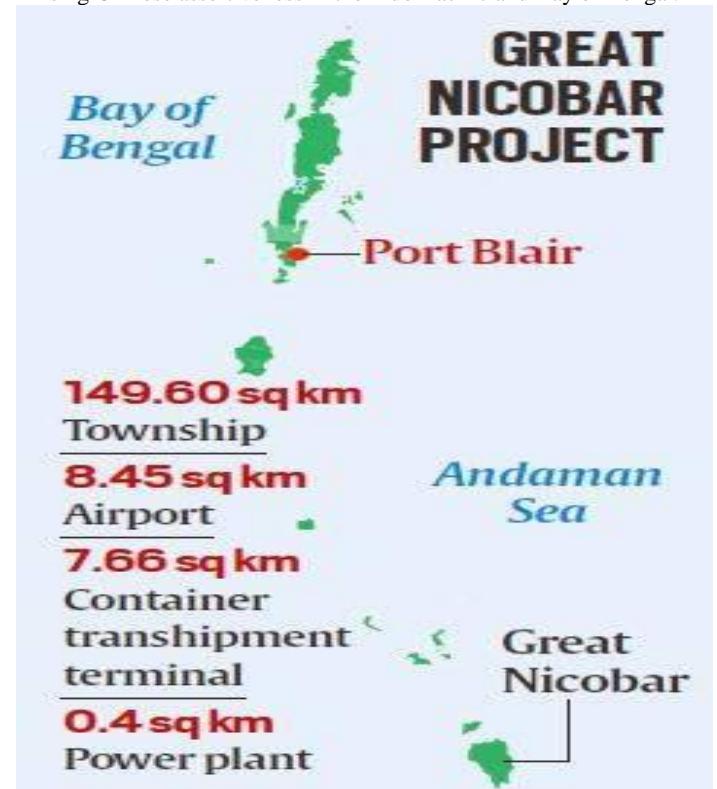 GREAT
NICOBAR
PROJECT
Bay of
Bengal
Port Blair
149.60 sq km
Township
8.45 sq km
Airport
Andaman
Sea
7.66 sq km
Container
transhipment
terminal
Great
Nicobar
0.4 sq km
Power plant